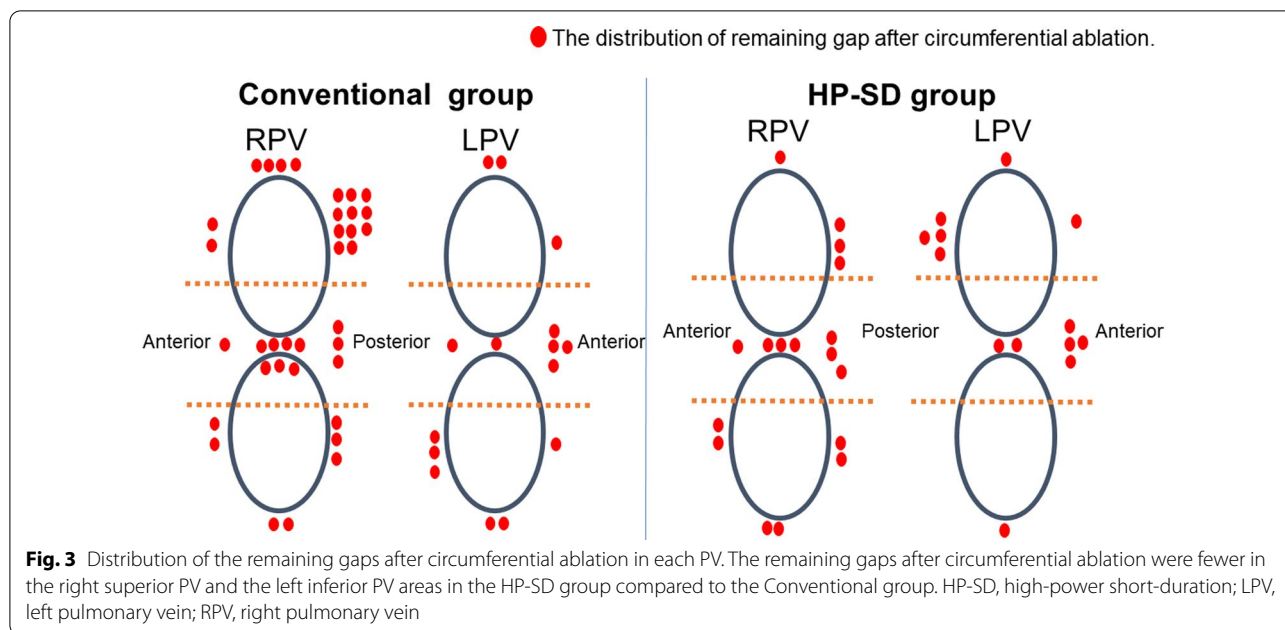 The distribution of remaining gap after circumferential ablation.
Conventional group
HP-SD group
RPV LPV
RPV LPV
Anterior Posterior Anterior
Anterior Posterior Anterior
Fig. 3 Distribution of the remaining gaps after circumferential ablation in each PV. The remaining gaps after circumferential ablation were fewer in
the right superior PV and the left inferior PV areas in the HP-SD group compared to the Conventional group. HP-SD, high-power short-duration; LPV,
left pulmonary vein; RPV, right pulmonary vein